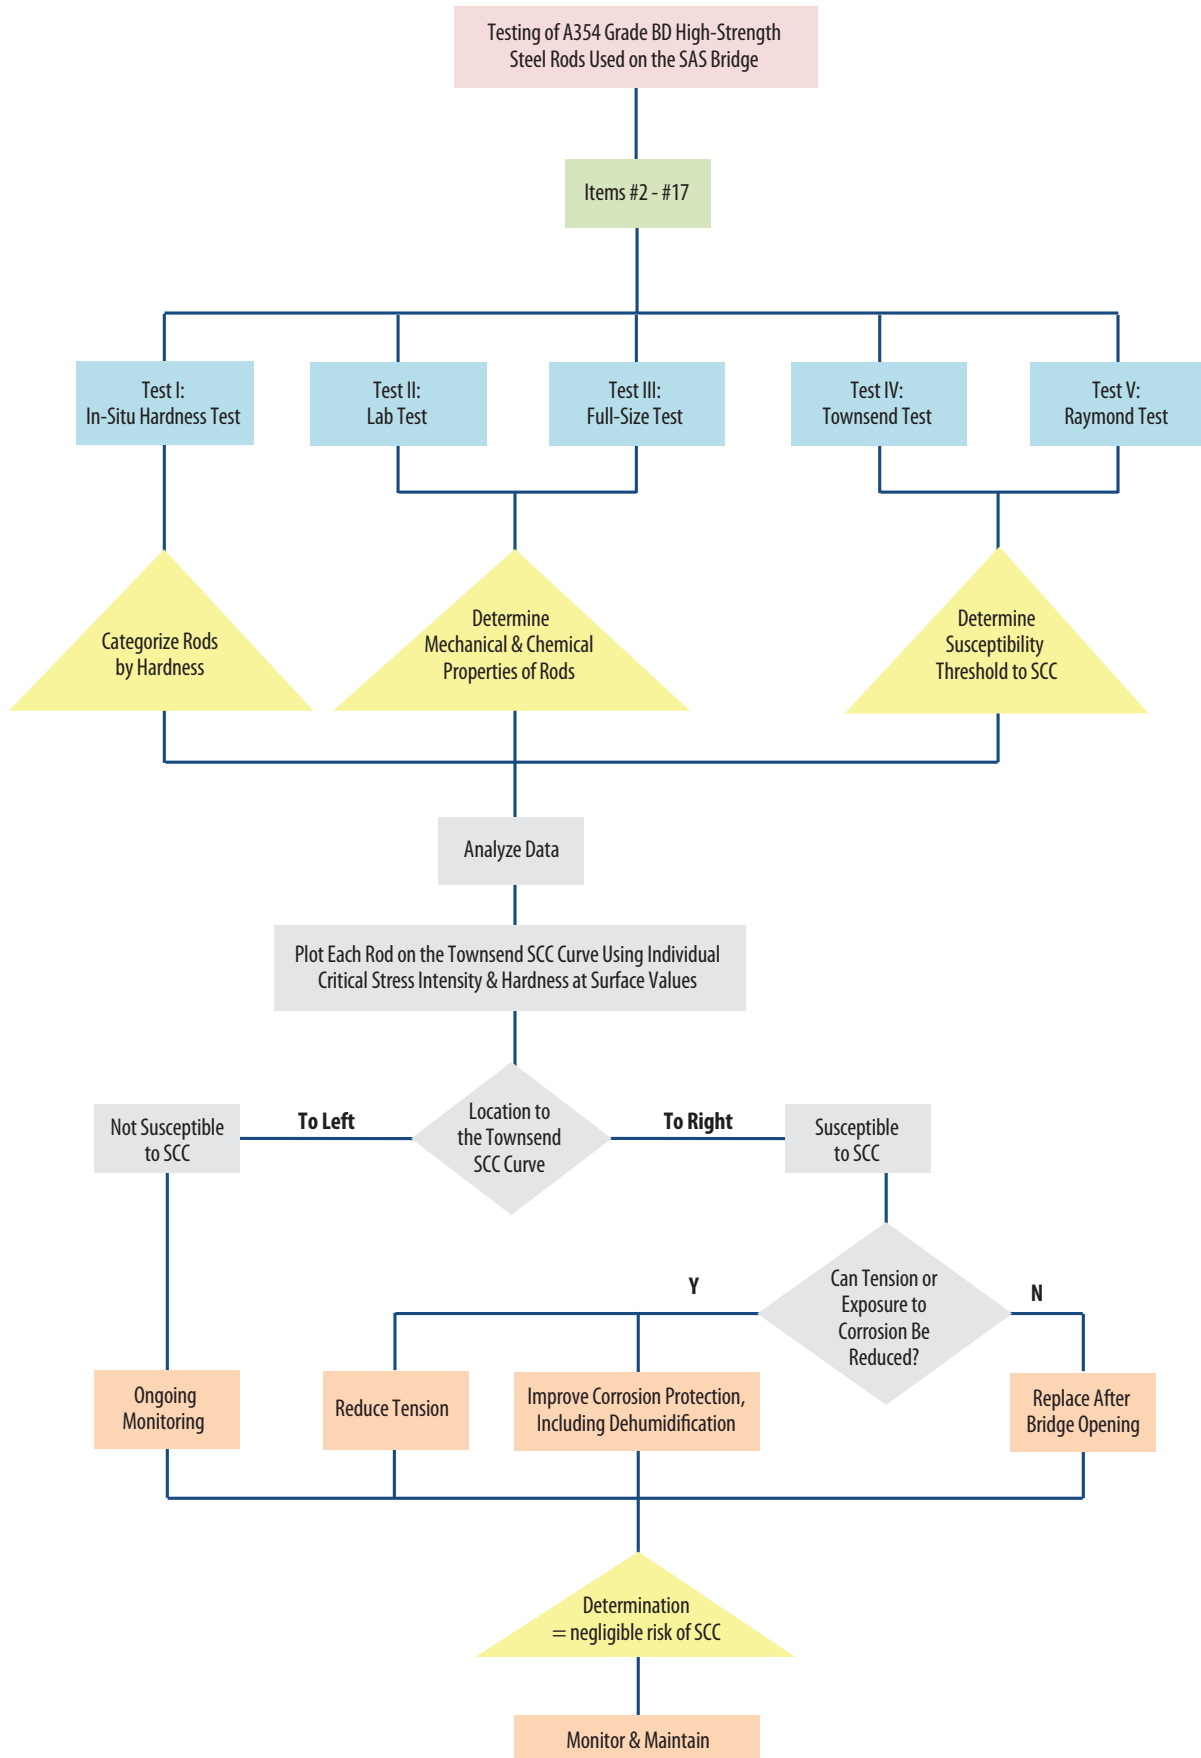 Testing of A354 Grade BD High-Strength
Steel Rods Used on the SAS Bridge
Items #2 - #17
Test I:
In-Situ Hardness Test
Test II:
Lab Test
Test III:
Full-Size Test
Test IV:
Townsend Test
Test V:
Raymond Test
Categorize Rods
by Hardness
Determine
Mechanical & Chemical
Properties of Rods
Determine
Susceptibility
Threshold to SCC
Analyze Data
Plot Each Rod on the Townsend SCC Curve Using Individual
Critical Stress Intensity & Hardness at Surface Values
Not Susceptible
to SCC
To Left
Location to
the Townsend
SCC Curve
To Right
Susceptible
to SCC
Y
Can Tension or
Exposure to
Corrosion Be
Reduced?
N
Ongoing
Monitoring
Reduce Tension
Improve Corrosion Protection,
Including Dehumidification
Replace After
Bridge Opening
Determination
= negligible risk of SCC
Monitor & Maintain